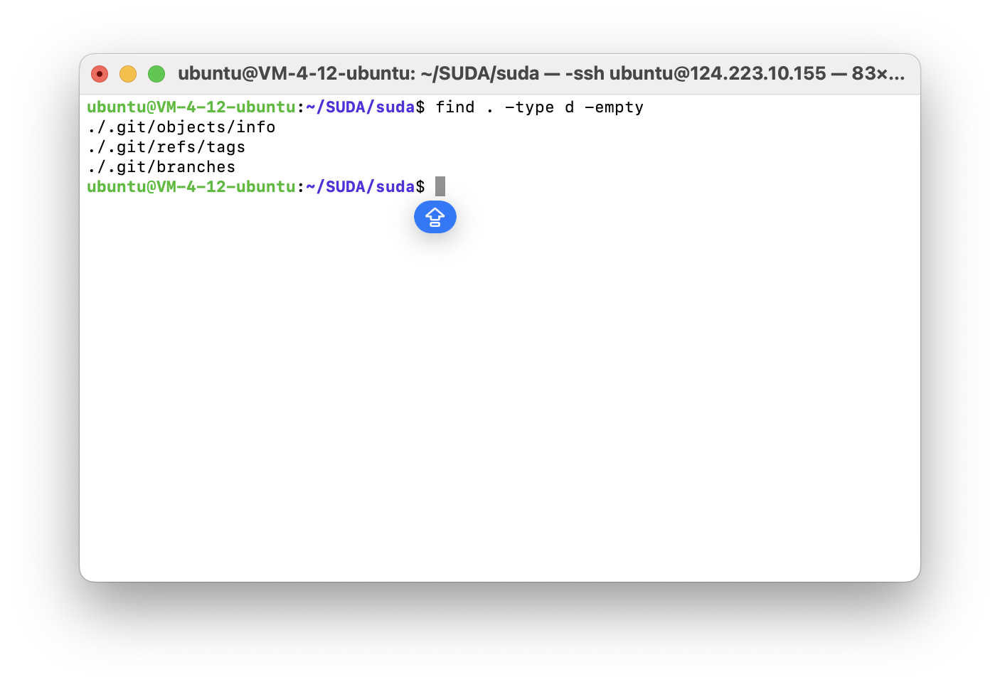 ubuntu@VM-4-12-ubuntu: ~/SUDA/suda — -ssh ubuntu@124.223.10.155 — 83×...
ubuntu@VM-4-12-ubuntu:~/SUDA/suda$ find . -type d -empty
./.git/objects/info
./.git/refs/tags
./.git/branches
ubuntu@VM-4-12-ubuntu:~/SUDA/suda$